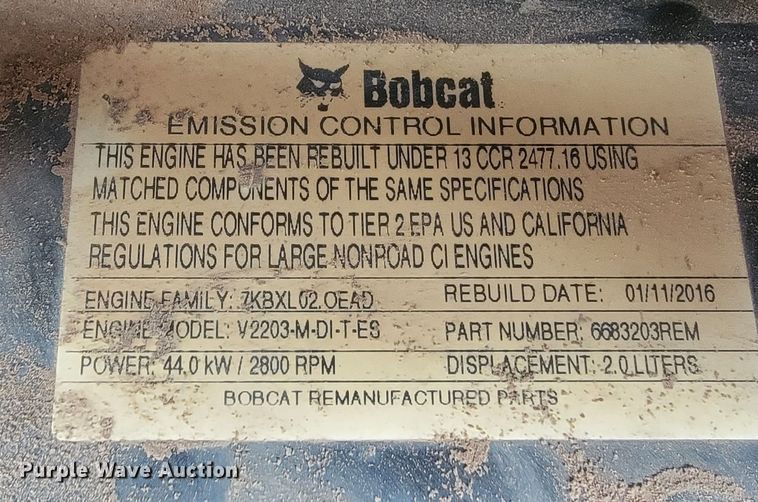 Bobcat
EMISSION CONTROL INFORMATION
THIS ENGINE HAS BEEN REBUILT UNDER 13 CCR 2477.16 USING
MATCHED COMPONENTS OF THE SAME SPECIFICATIONS
THIS ENGINE CONFORMS TO TIER 2 EPA US AND CALIFORNIA
REGULATIONS FOR LARGE NONROAD CI ENGINES
ENGINE FAMILY: 7KBXL02.0EAD REBUILD DATE: 01/11/2016
ENGINE MODEL: V2203-M-DI-T-ES PART NUMBER: 6683203REM
POWER: 44.0 kW / 2800 RPM DISPLACEMENT: 2.0 LITERS
BOBCAT REMANUFACTURED PARTS
Purple Wave Auction